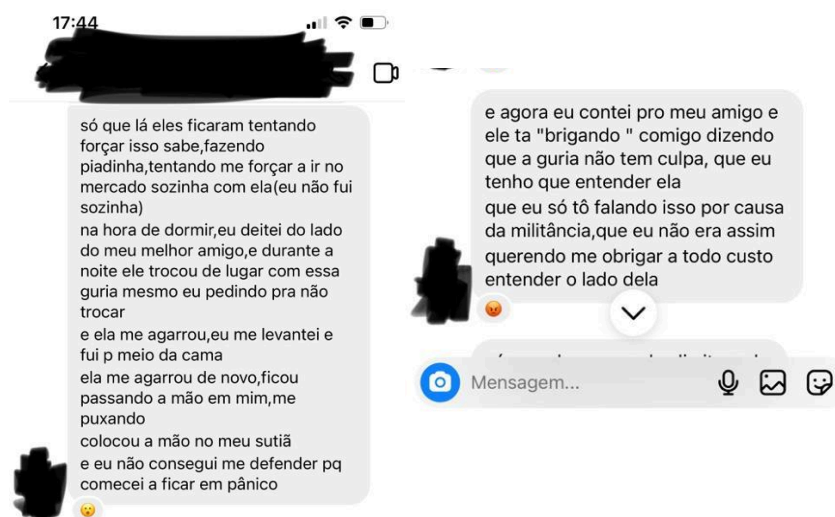 17:44
só que lá eles ficaram tentando
forçar isso sabe,fazendo
piadinha,tentando me forçar a ir no
mercado sozinha com ela(eu não fui
sozinha)
na hora de dormir,eu deitei do lado
do meu melhor amigo,e durante a
noite ele trocou de lugar com essa
guria mesmo eu pedindo pra não
trocar
e ela me agarrou,eu me levantei e
fui p meio da cama
ela me agarrou de novo,ficou
passando a mão em mim,me
puxando
colocou a mão no meu sutiã
e eu não consegui me defender pq
comecei a ficar em pânico
e agora eu contei pro meu amigo e
ele ta "brigando " comigo dizendo
que a guria não tem culpa, que eu
tenho que entender ela
que eu só tô falando isso por causa
da militância,que eu não era assim
querendo me obrigar a todo custo
entender o lado dela
Mensagem...